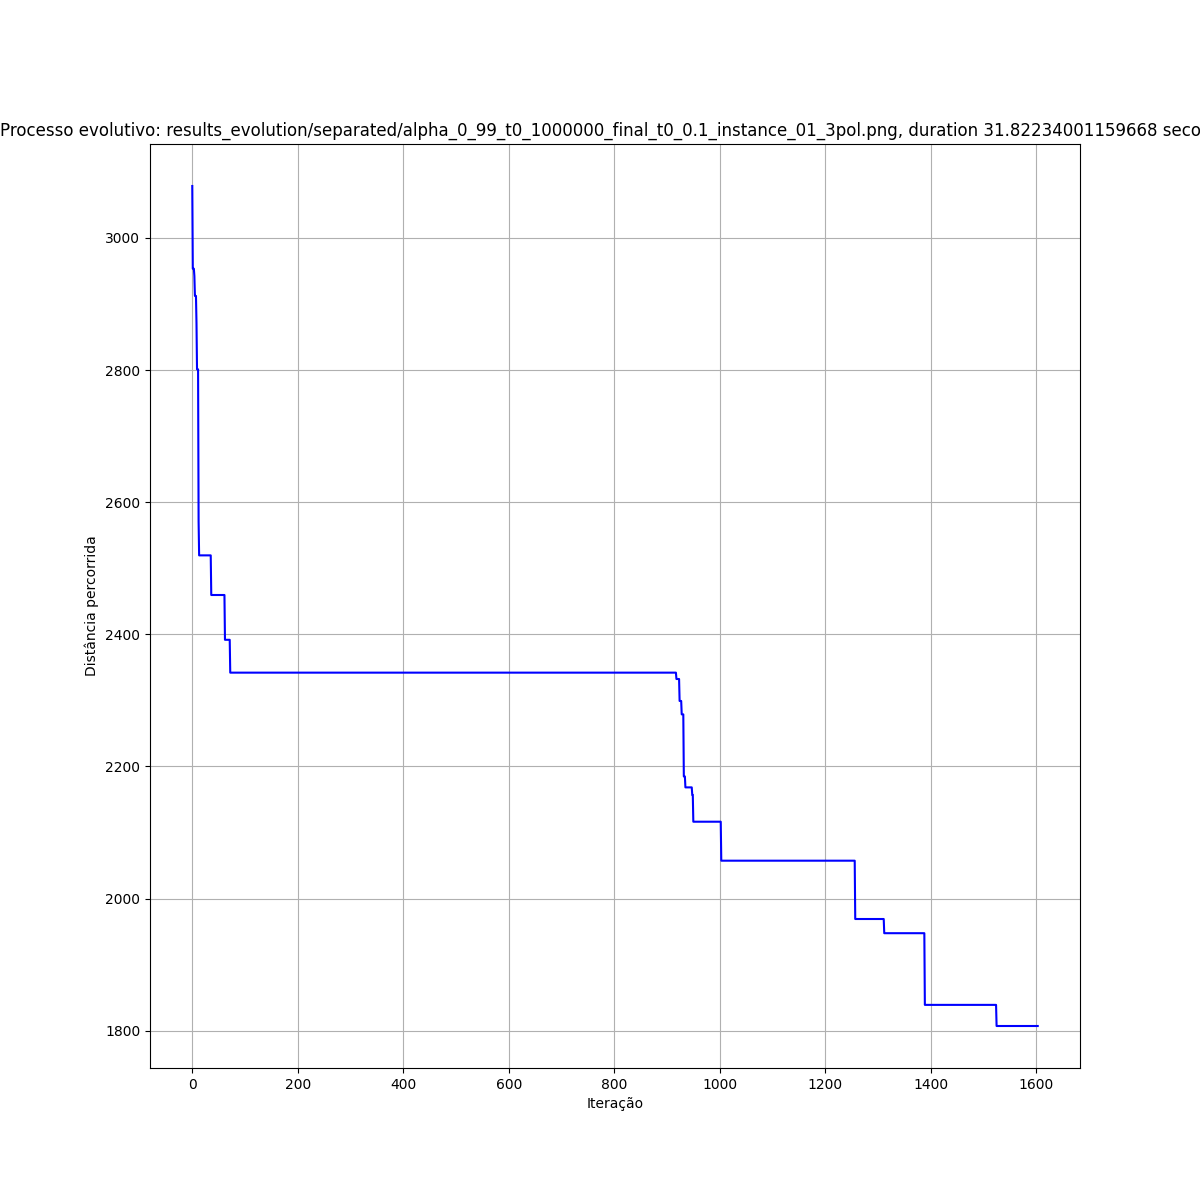 Processo evolutivo: results_evolution/separated/alpha_0_99_t0_1000000_final_t0_0.1_instance_01_3pol.png, duration 31.82234001159668 seco
3000
2800
2600
2400
2200
2000
1800
Distância percorrida
0 200 400 600 800 1000 1200 1400 1600
Iteração